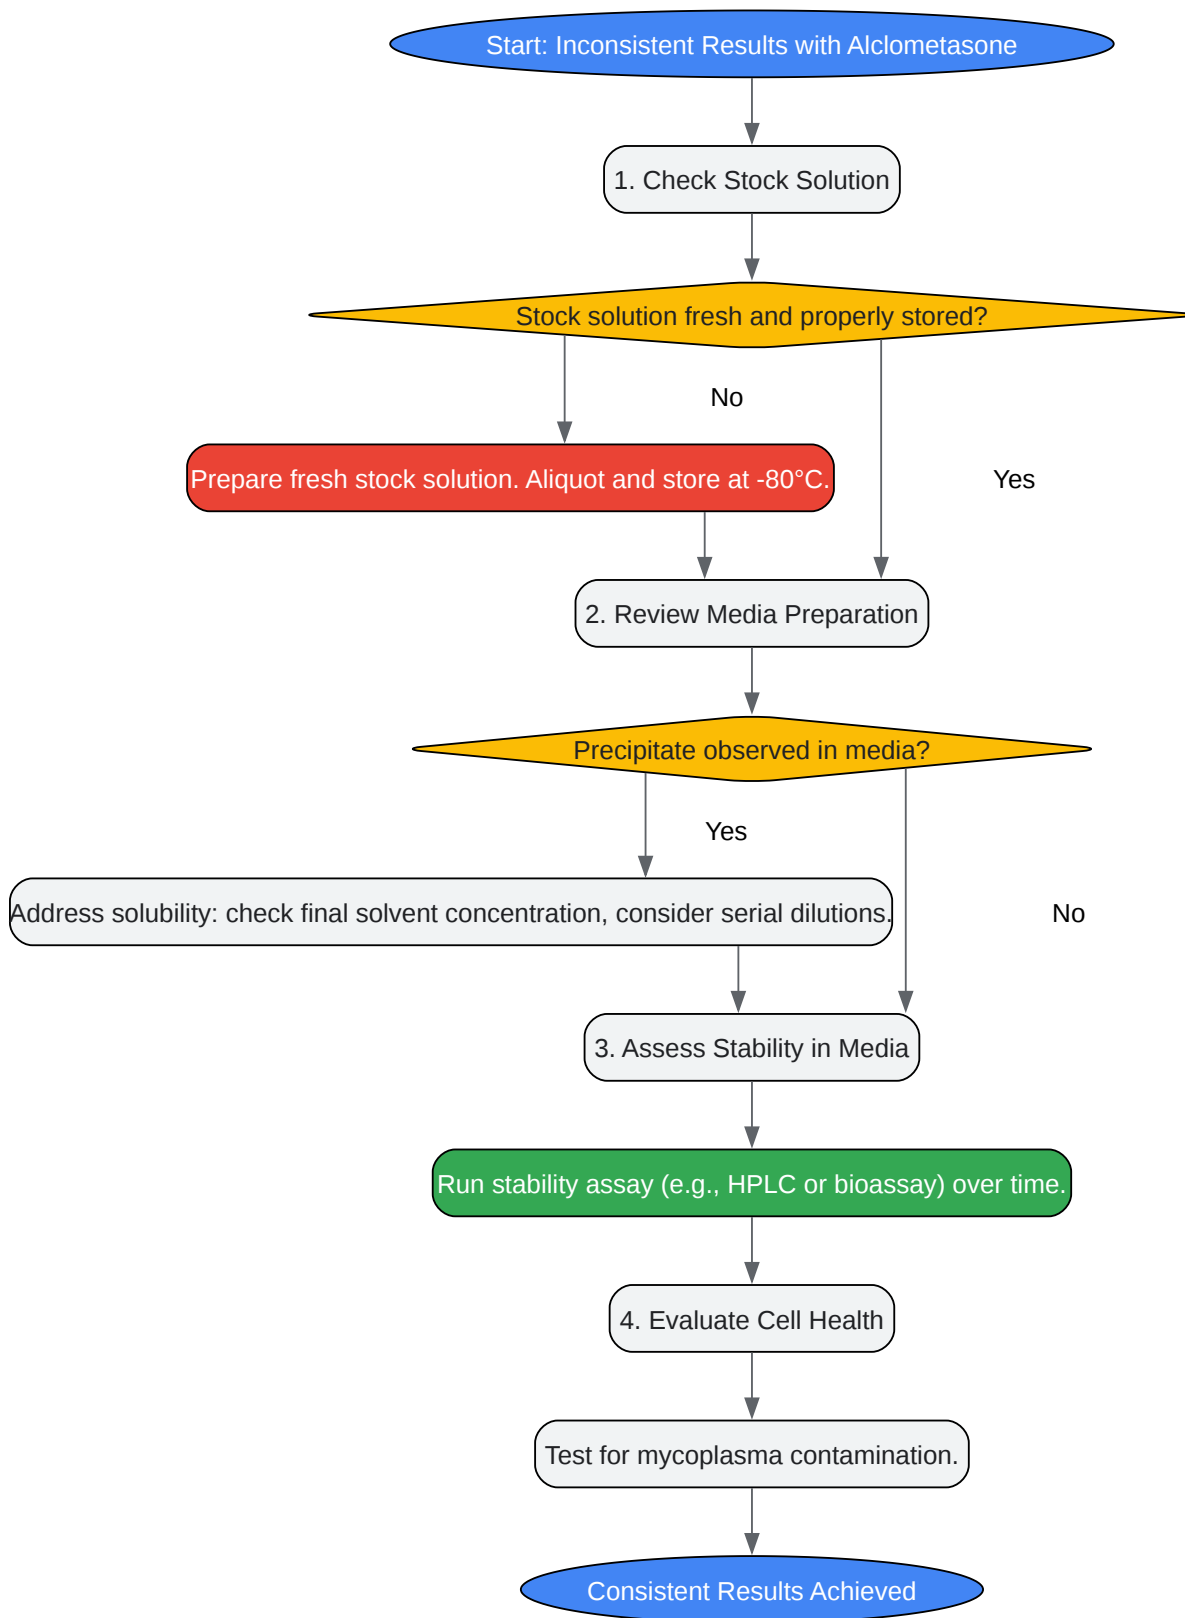 Start: Inconsistent Results with Alclometasone
1. Check Stock Solution
Stock solution fresh and properly stored?
No
Prepare fresh stock solution. Aliquot and store at -80°C.
Yes
2. Review Media Preparation
Precipitate observed in media?
Yes
Address solubility: check final solvent concentration, consider serial dilutions.
No
3. Assess Stability in Media
Run stability assay (e.g., HPLC or bioassay) over time.
4. Evaluate Cell Health
Test for mycoplasma contamination.
Consistent Results Achieved